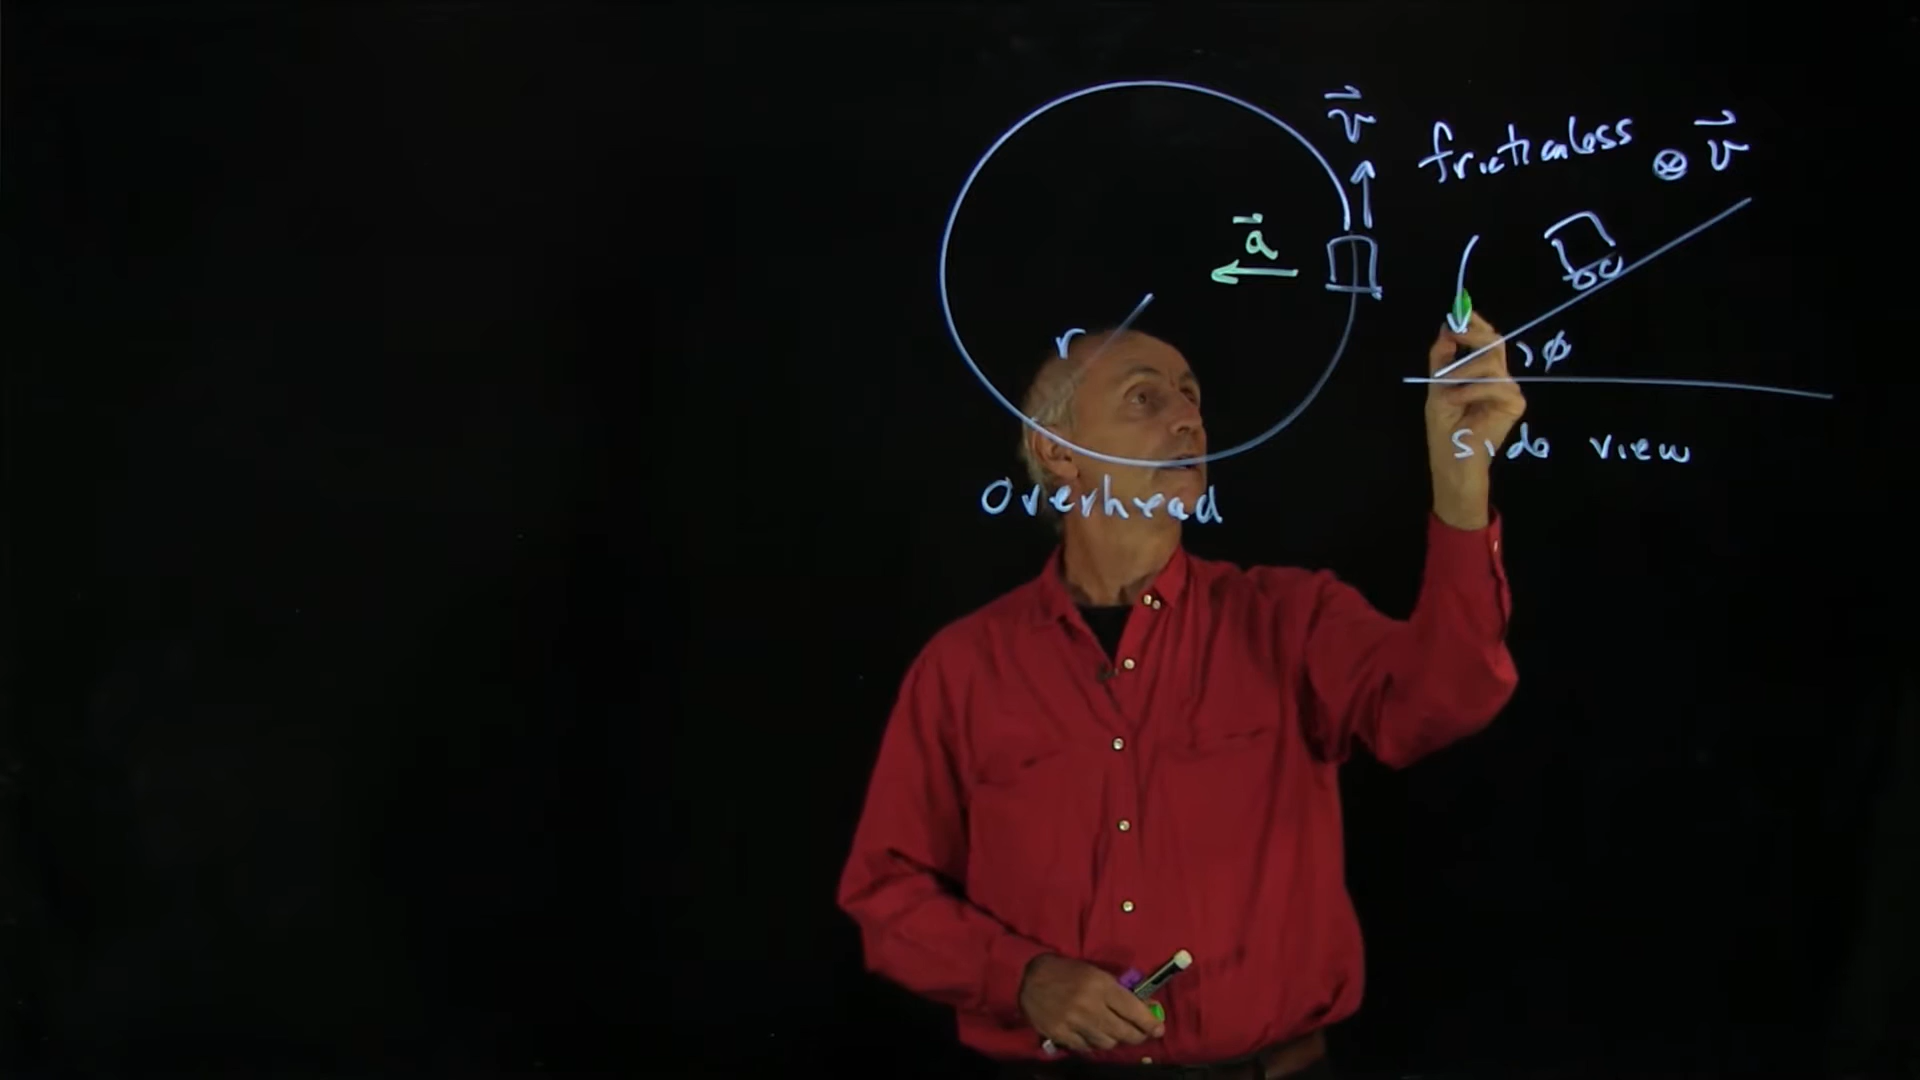 v⃗
frictionless ⊗ v⃗
a⃗
r
φ
side view
Overhead